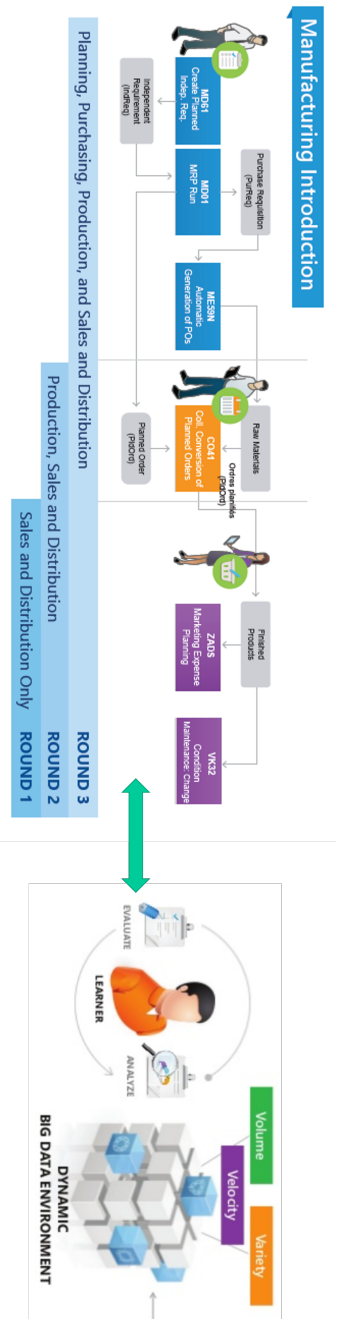 Manufacturing Introduction
MD61
Create Planned
Indep. Req.
Independent
Requirement
(IndReq)
MD01
MRP Run
Purchase Requisition
(PurReq)
ME59N
Automatic
Generation of POs
Raw Materials
Ordres planifiés
(PldOrd)
CO41
Coll. Conversion of
Planned Orders
Planned Order
(PldOrd)
Finished
Products
ZADS
Marketing Expense
Planning
VK32
Condition
Maintenance: Change
Planning, Purchasing, Production, and Sales and Distribution ROUND 3
Production, Sales and Distribution ROUND 2
Sales and Distribution Only ROUND 1
EVALUATE
LEARNER
ANALYZE
Volume
Velocity
Variety
DYNAMIC
BIG DATA ENVIRONMENT